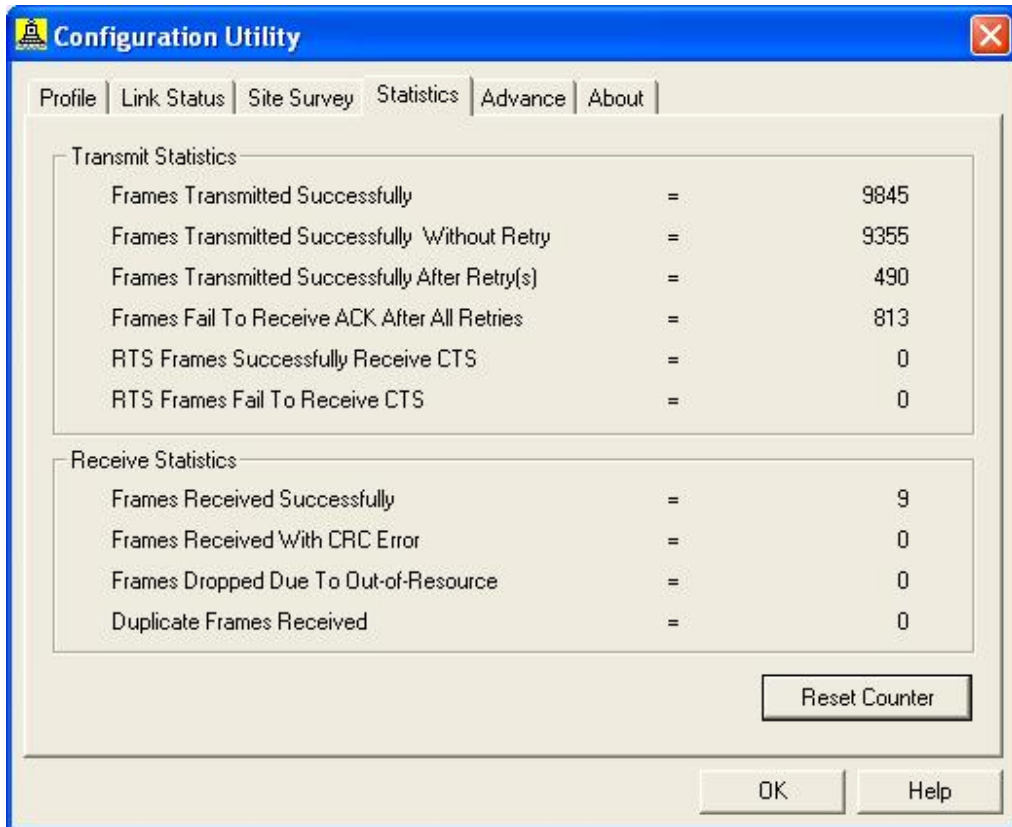 Configuration Utility
Profile Link Status Site Survey Statistics Advance About
Transmit Statistics
Frames Transmitted Successfully = 9845
Frames Transmitted Successfully Without Retry = 9355
Frames Transmitted Successfully After Retry(s) = 490
Frames Fail To Receive ACK After All Retries = 813
RTS Frames Successfully Receive CTS = 0
RTS Frames Fail To Receive CTS = 0
Receive Statistics
Frames Received Successfully = 9
Frames Received With CRC Error = 0
Frames Dropped Due To Out-of-Resource = 0
Duplicate Frames Received = 0
Reset Counter
OK Help